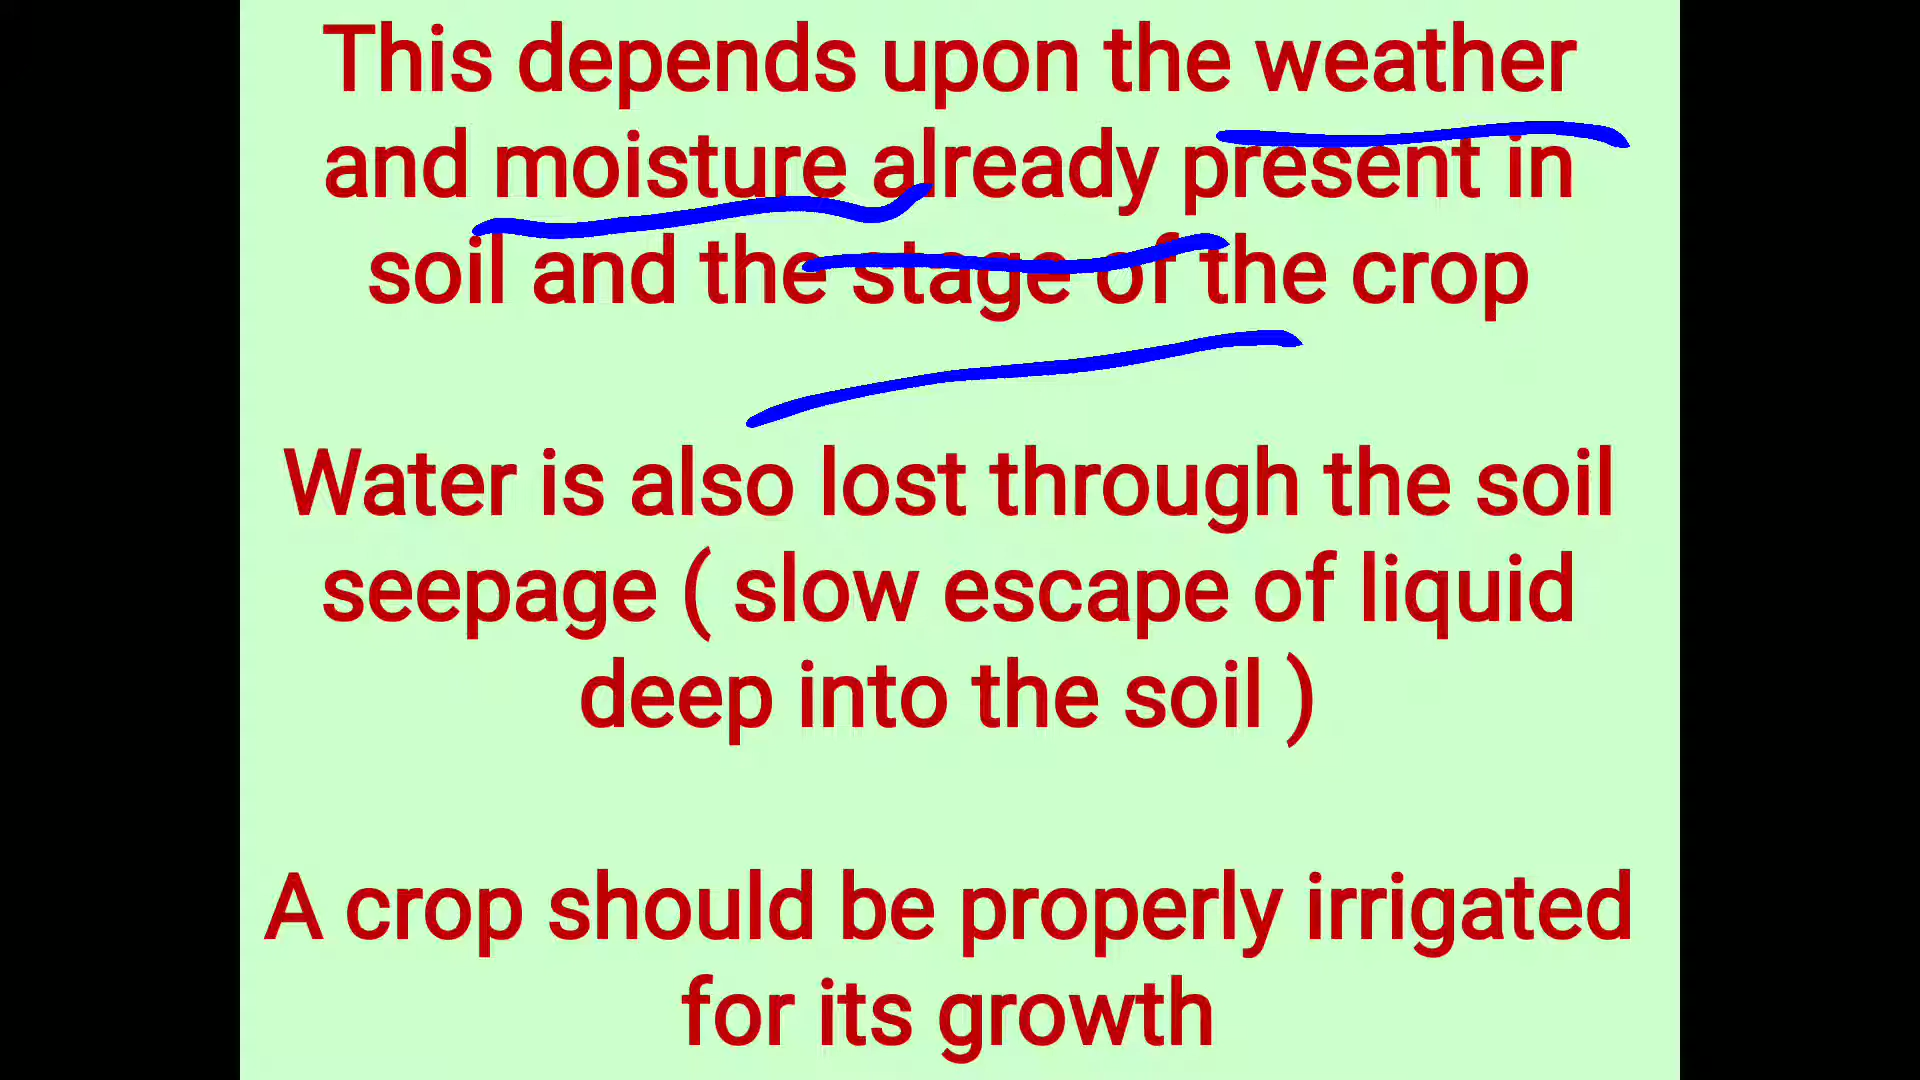 This depends upon the weather
and moisture already present in
soil and the stage of the crop
Water is also lost through the soil
seepage ( slow escape of liquid
deep into the soil )
A crop should be properly irrigated
for its growth